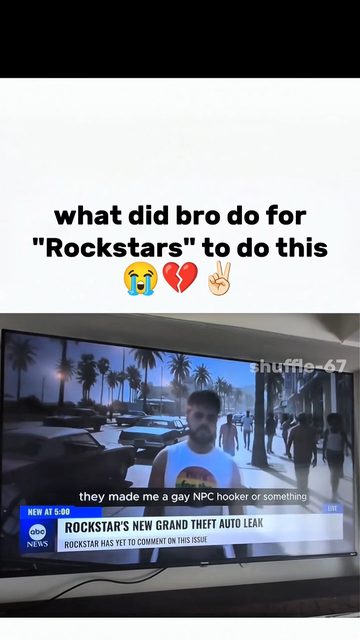 what did bro do for
"Rockstars" to do this
😭💔✌🏻
shuffle-67
they made me a gay NPC hooker or something
NEW AT 5:00
LIVE
abc
NEWS
ROCKSTAR'S NEW GRAND THEFT AUTO LEAK
ROCKSTAR HAS YET TO COMMENT ON THIS ISSUE